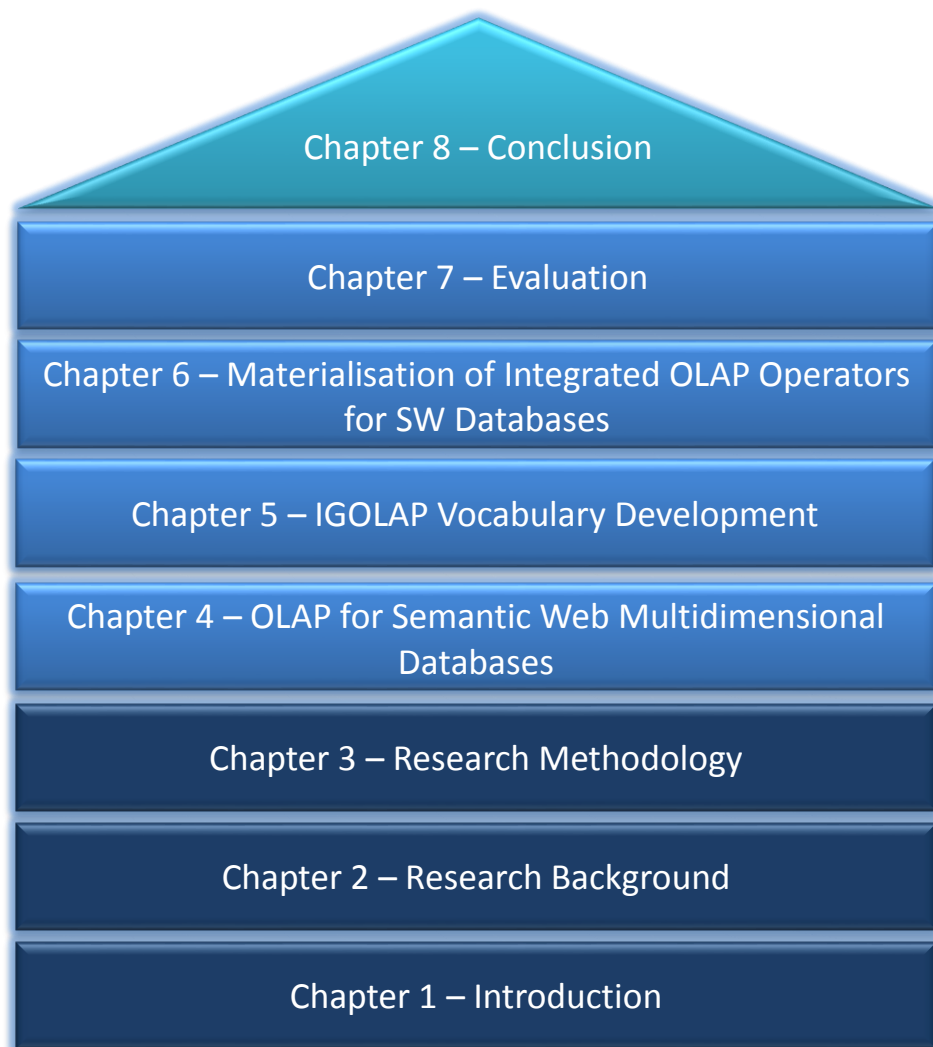 Chapter 8 – Conclusion
Chapter 7 – Evaluation
Chapter 6 – Materialisation of Integrated OLAP Operators
for SW Databases
Chapter 5 – IGOLAP Vocabulary Development
Chapter 4 – OLAP for Semantic Web Multidimensional
Databases
Chapter 3 – Research Methodology
Chapter 2 – Research Background
Chapter 1 – Introduction